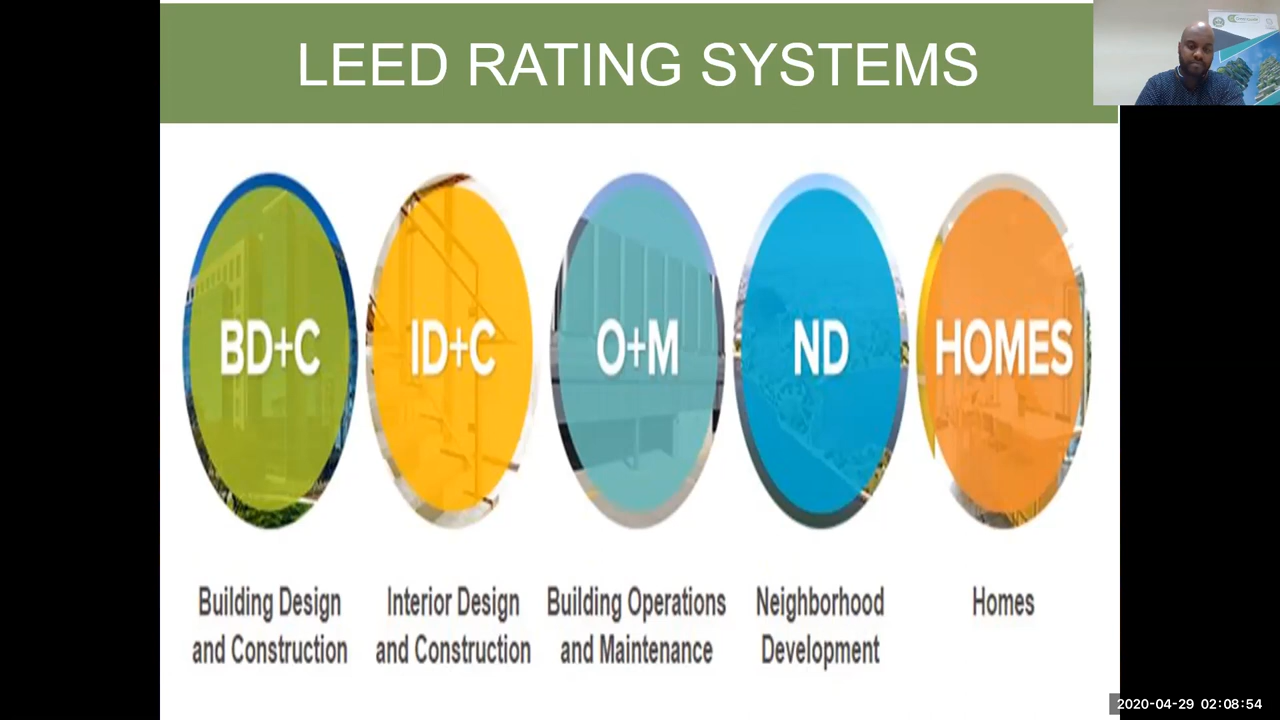 LEED RATING SYSTEMS
BD+C
ID+C
O+M
ND
HOMES
Building Design
and Construction
Interior Design
and Construction
Building Operations
and Maintenance
Neighborhood
Development
Homes
2020-04-29 02:08:54